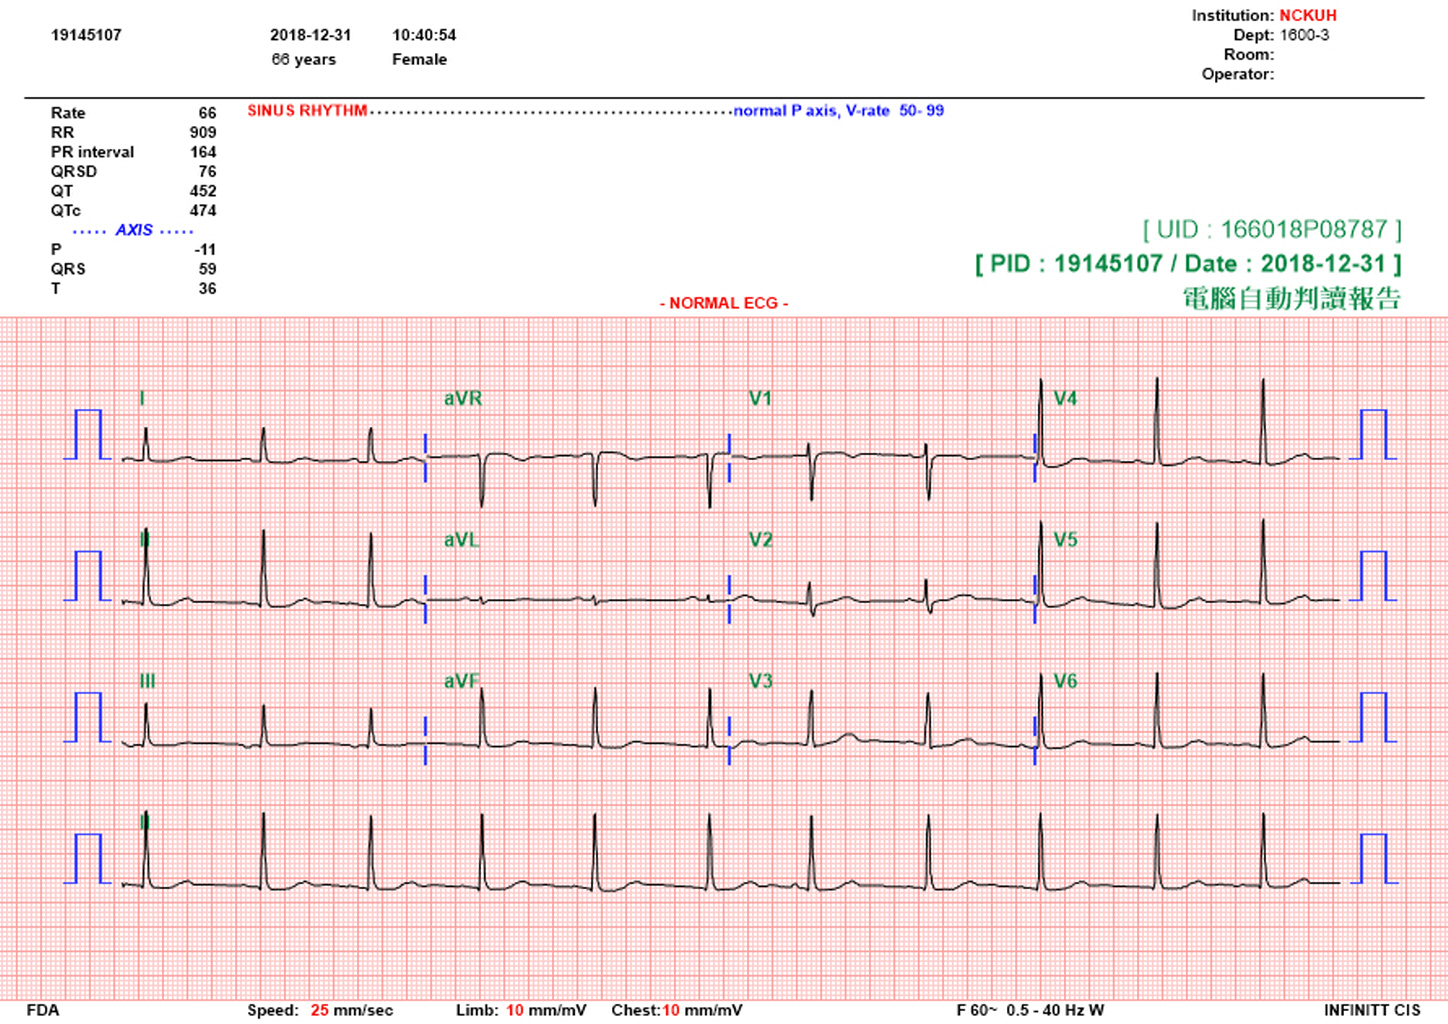 Institution: NCKUH
19145107 2018-12-31 10:40:54 Dept: 1600-3
66 years Female Room:
Operator:
Rate 66 SINUS RHYTHM normal P axis, V-rate 50- 99
RR 909
PR interval 164
QRSD 76
QT 452
QTc 474
····· AXIS ·····
P -11
QRS 59
T 36
[ UID : 166018P08787 ]
[ PID : 19145107 / Date : 2018-12-31 ]
電腦自動判讀報告
- NORMAL ECG -
I aVR V1 V4
II aVL V2 V5
III aVF V3 V6
II
FDA Speed: 25 mm/sec Limb: 10 mm/mV Chest:10 mm/mV F 60~ 0.5 - 40 Hz W INFINITT CIS